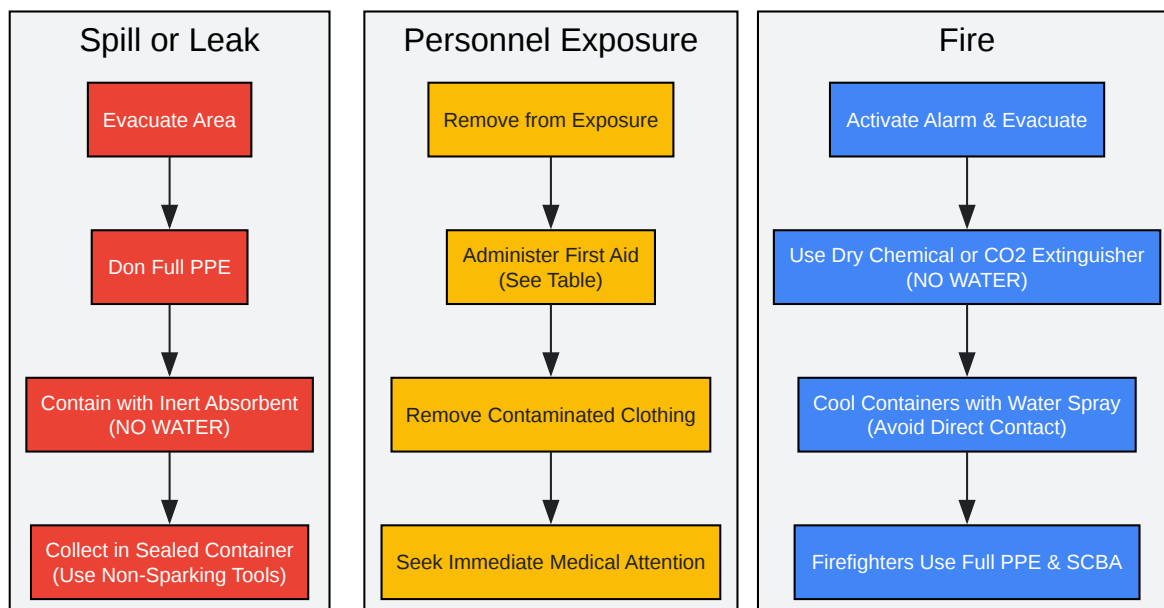 Spill or Leak
Evacuate Area
Don Full PPE
Contain with Inert Absorbent
(NO WATER)
Collect in Sealed Container
(Use Non-Sparking Tools)
Personnel Exposure
Remove from Exposure
Administer First Aid
(See Table)
Remove Contaminated Clothing
Seek Immediate Medical Attention
Fire
Activate Alarm & Evacuate
Use Dry Chemical or CO2 Extinguisher
(NO WATER)
Cool Containers with Water Spray
(Avoid Direct Contact)
Firefighters Use Full PPE & SCBA